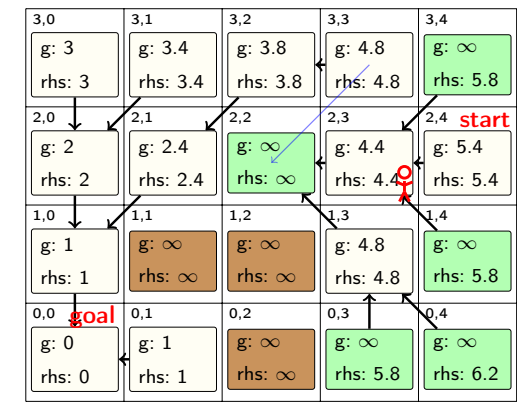 3,0 3,1 3,2 3,3 3,4
g: 3 g: 3.4 g: 3.8 g: 4.8 g: ∞
rhs: 3 rhs: 3.4 rhs: 3.8 rhs: 4.8 rhs: 5.8
2,0 2,1 2,2 2,3 2,4 start
g: 2 g: 2.4 g: ∞ g: 4.4 g: 5.4
rhs: 2 rhs: 2.4 rhs: ∞ rhs: 4.4 rhs: 5.4
1,0 1,1 1,2 1,3 1,4
g: 1 g: ∞ g: ∞ g: 4.8 g: ∞
rhs: 1 rhs: ∞ rhs: ∞ rhs: 4.8 rhs: 5.8
0,0 goal 0,1 0,2 0,3 0,4
g: 0 g: 1 g: ∞ g: ∞ g: ∞
rhs: 0 rhs: 1 rhs: ∞ rhs: 5.8 rhs: 6.2